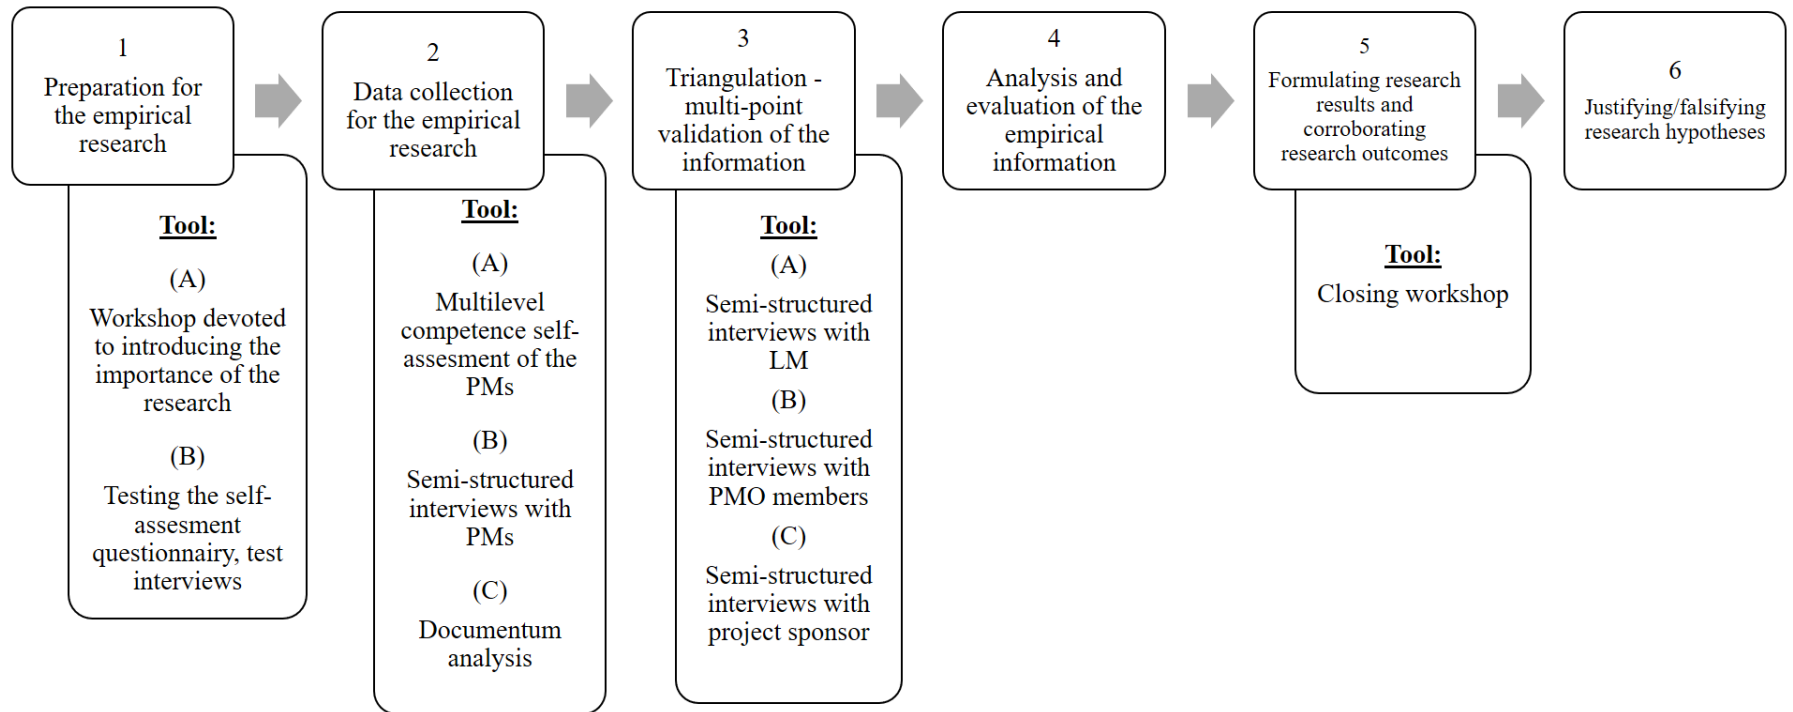 1
Preparation for
the empirical
research
Tool:
(A)
Workshop devoted
to introducing the
importance of the
research
(B)
Testing the self-
assesment
questionnairy, test
interviews
2
Data collection
for the empirical
research
Tool:
(A)
Multilevel
competence self-
assesment of the
PMs
(B)
Semi-structured
interviews with
PMs
(C)
Documentum
analysis
3
Triangulation -
multi-point
validation of the
information
Tool:
(A)
Semi-structured
interviews with
LM
(B)
Semi-structured
interviews with
PMO members
(C)
Semi-structured
interviews with
project sponsor
4
Analysis and
evaluation of the
empirical
information
5
Formulating research
results and
corroborating
research outcomes
Tool:
Closing workshop
6
Justifying/falsifying
research hypotheses